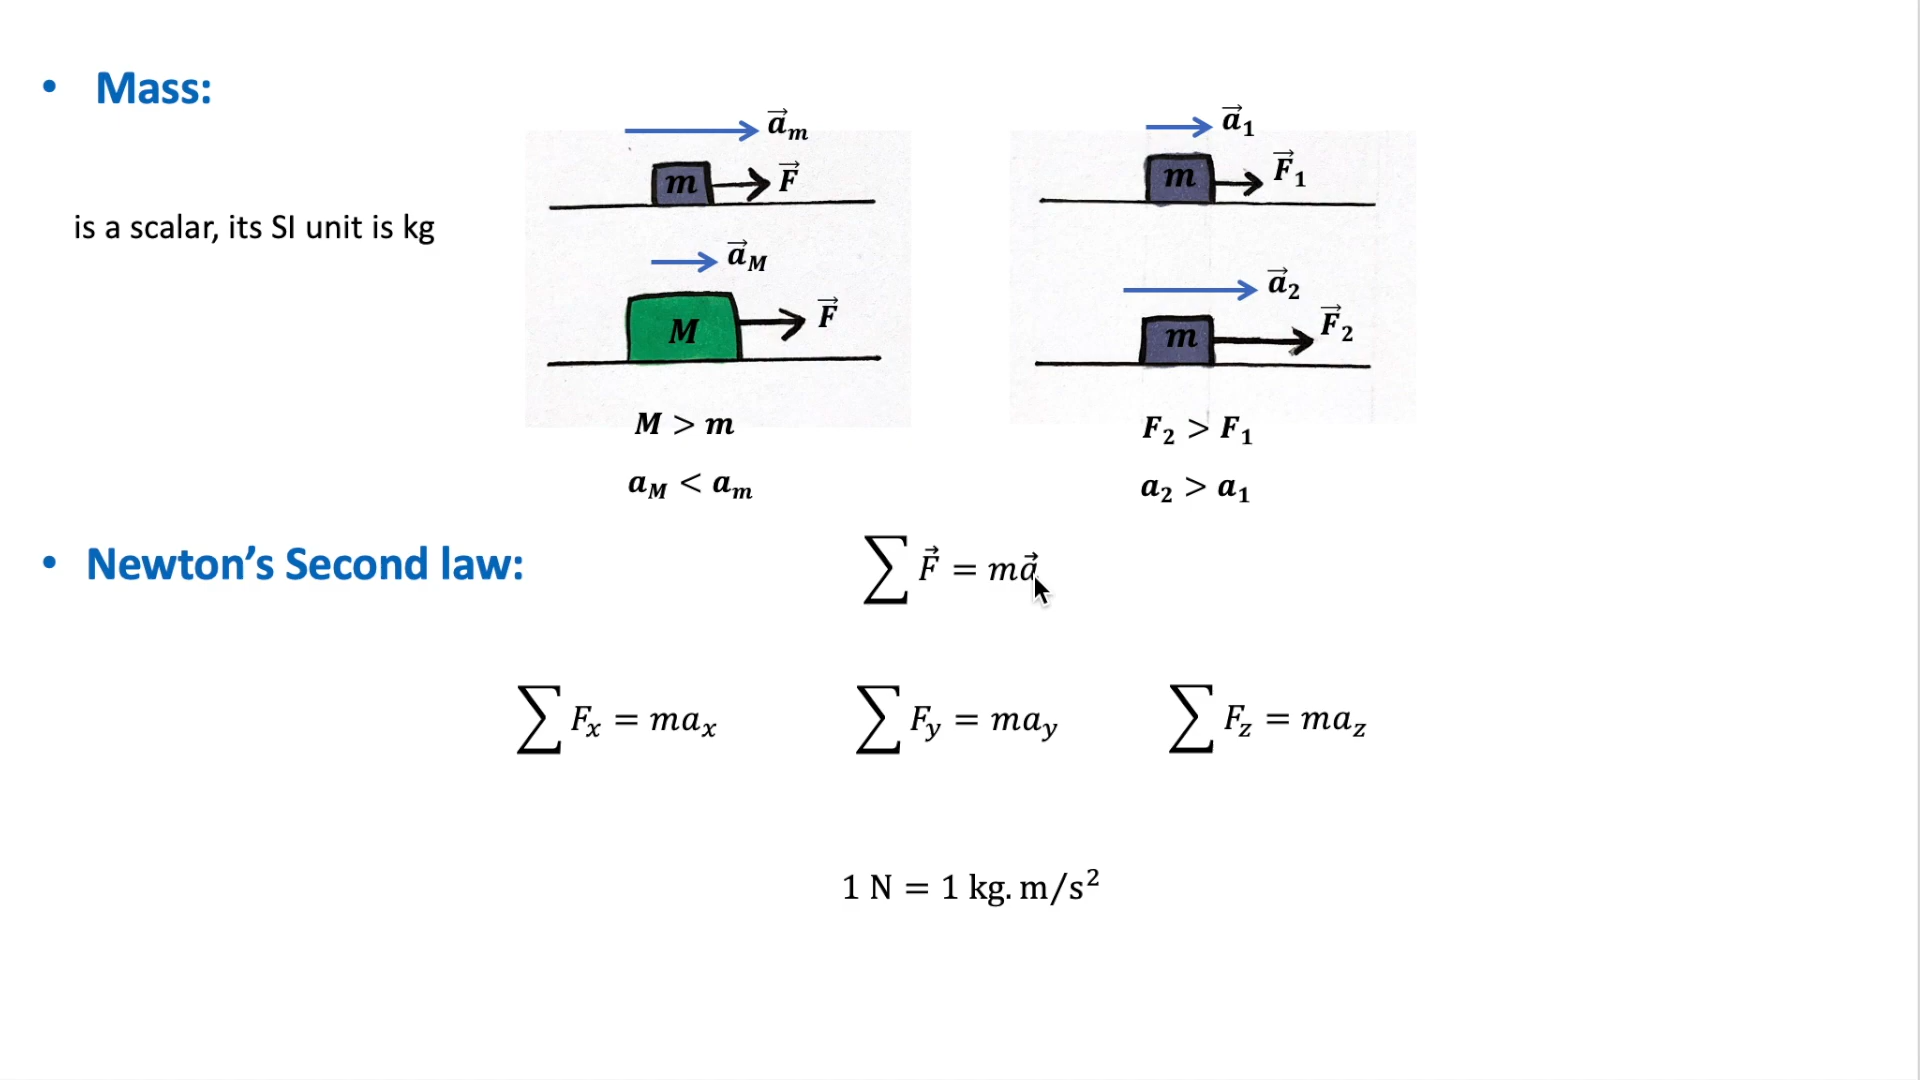 • Mass:
is a scalar, its SI unit is kg
a⃗ₘ
m F⃗
a⃗_M
M F⃗
M > m
a_M < aₘ
a⃗₁
m F⃗₁
a⃗₂
m F⃗₂
F₂ > F₁
a₂ > a₁
• Newton’s Second law:
∑ F⃗ = ma⃗
∑ Fₓ = maₓ
∑ F_y = ma_y
∑ F_z = ma_z
1 N = 1 kg. m/s²